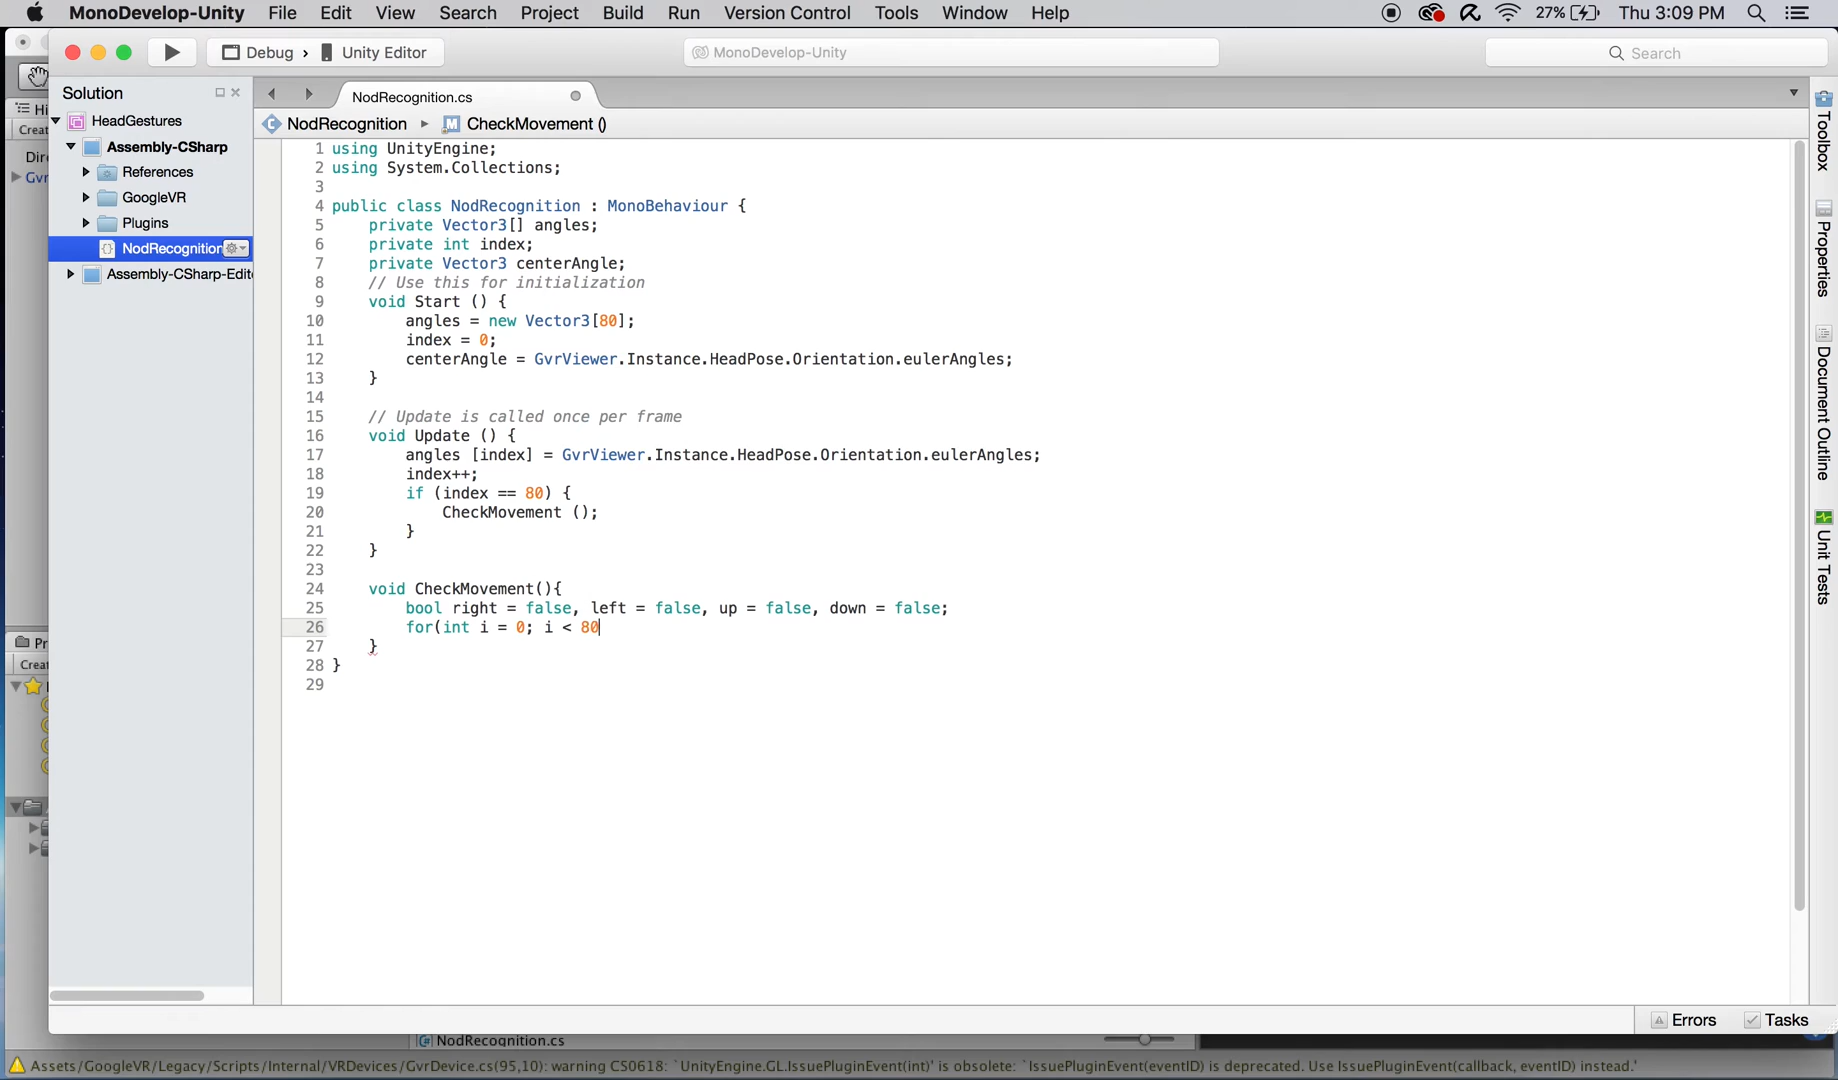 MonoDevelop-Unity File Edit View Search Project Build Run Version Control Tools Window Help 27% Thu 3:09 PM
Debug › Unity Editor MonoDevelop-Unity Search
Solution
HeadGestures
Assembly-CSharp
References
GoogleVR
Plugins
NodRecognition
Assembly-CSharp-Edit
NodRecognition.cs
NodRecognition CheckMovement ()
1 using UnityEngine;
2 using System.Collections;
3
4 public class NodRecognition : MonoBehaviour {
5 private Vector3[] angles;
6 private int index;
7 private Vector3 centerAngle;
8 // Use this for initialization
9 void Start () {
10 angles = new Vector3[80];
11 index = 0;
12 centerAngle = GvrViewer.Instance.HeadPose.Orientation.eulerAngles;
13 }
14
15 // Update is called once per frame
16 void Update () {
17 angles [index] = GvrViewer.Instance.HeadPose.Orientation.eulerAngles;
18 index++;
19 if (index == 80) {
20 CheckMovement ();
21 }
22 }
23
24 void CheckMovement(){
25 bool right = false, left = false, up = false, down = false;
26 for(int i = 0; i < 80
27 }
28 }
29
Toolbox
Properties
Document Outline
Unit Tests
Errors Tasks
Hi
Creat
Dire
Gvr
Pr
Creat
NodRecognition.cs
Assets/GoogleVR/Legacy/Scripts/Internal/VRDevices/GvrDevice.cs(95,10): warning CS0618: `UnityEngine.GL.IssuePluginEvent(int)' is obsolete: `IssuePluginEvent(eventID) is deprecated. Use IssuePluginEvent(callback, eventID) instead.'